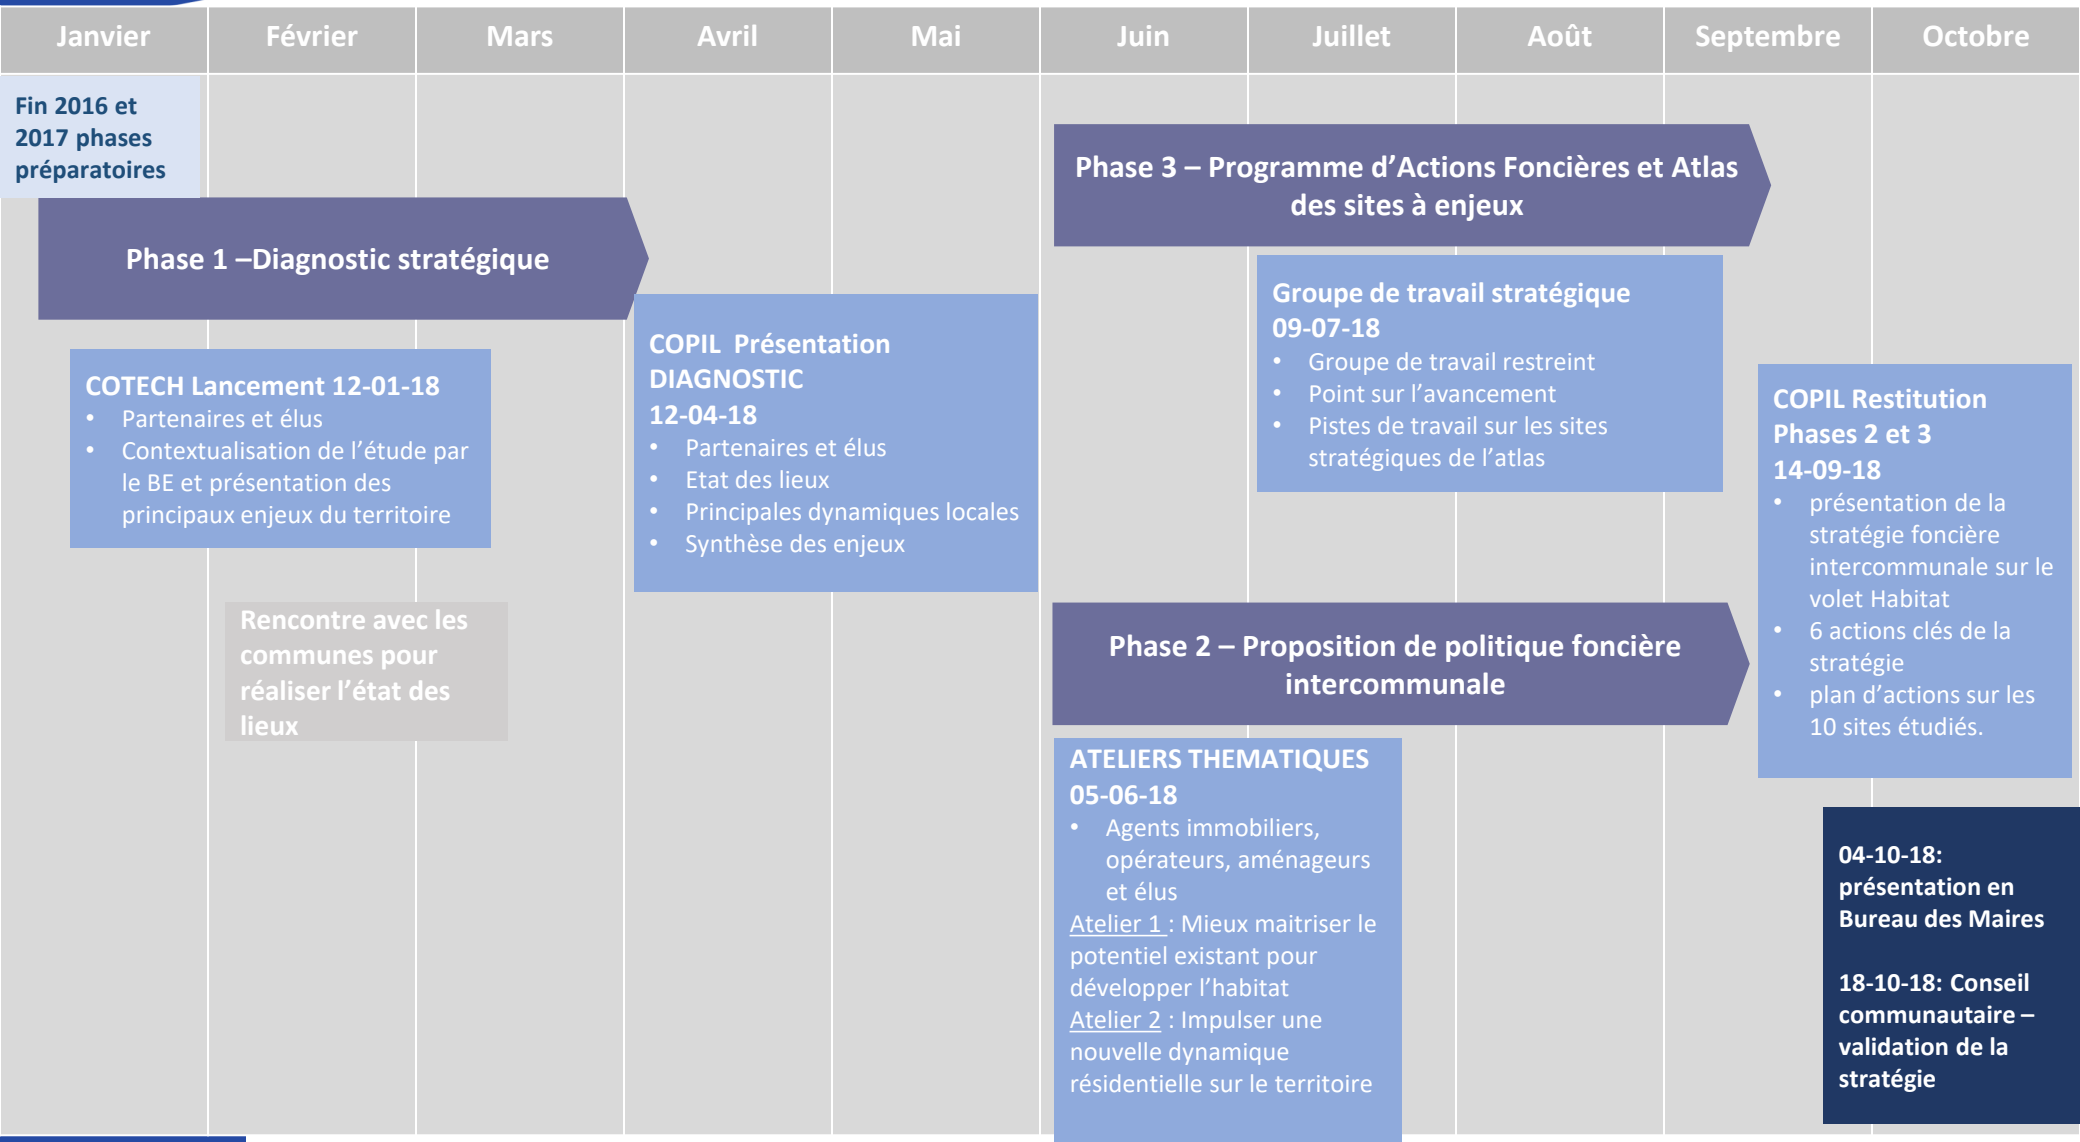 Janvier
Février
Mars
Avril
Mai
Juin
Juillet
Août
Septembre
Octobre
Fin 2016 et
2017 phases
préparatoires
Phase 1 –Diagnostic stratégique
COTECH Lancement 12-01-18
• Partenaires et élus
• Contextualisation de l’étude par
le BE et présentation des
principaux enjeux du territoire
Rencontre avec les
communes pour
réaliser l’état des
lieux
COPIL  Présentation
DIAGNOSTIC
12-04-18
• Partenaires et élus
• Etat des lieux
• Principales dynamiques locales
• Synthèse des enjeux
Phase 3 – Programme d’Actions Foncières et Atlas
des sites à enjeux
Groupe de travail stratégique
09-07-18
• Groupe de travail restreint
• Point sur l’avancement
• Pistes de travail sur les sites
stratégiques de l’atlas
Phase 2 – Proposition de politique foncière
intercommunale
ATELIERS THEMATIQUES
05-06-18
• Agents immobiliers,
opérateurs, aménageurs
et élus
Atelier 1 : Mieux maitriser le
potentiel existant pour
développer l’habitat
Atelier 2 : Impulser une
nouvelle dynamique
résidentielle sur le territoire
COPIL Restitution
Phases 2 et 3
14-09-18
• présentation de la
stratégie foncière
intercommunale sur le
volet Habitat
• 6 actions clés de la
stratégie
• plan d’actions sur les
10 sites étudiés.
04-10-18:
présentation en
Bureau des Maires
18-10-18: Conseil
communautaire –
validation de la
stratégie